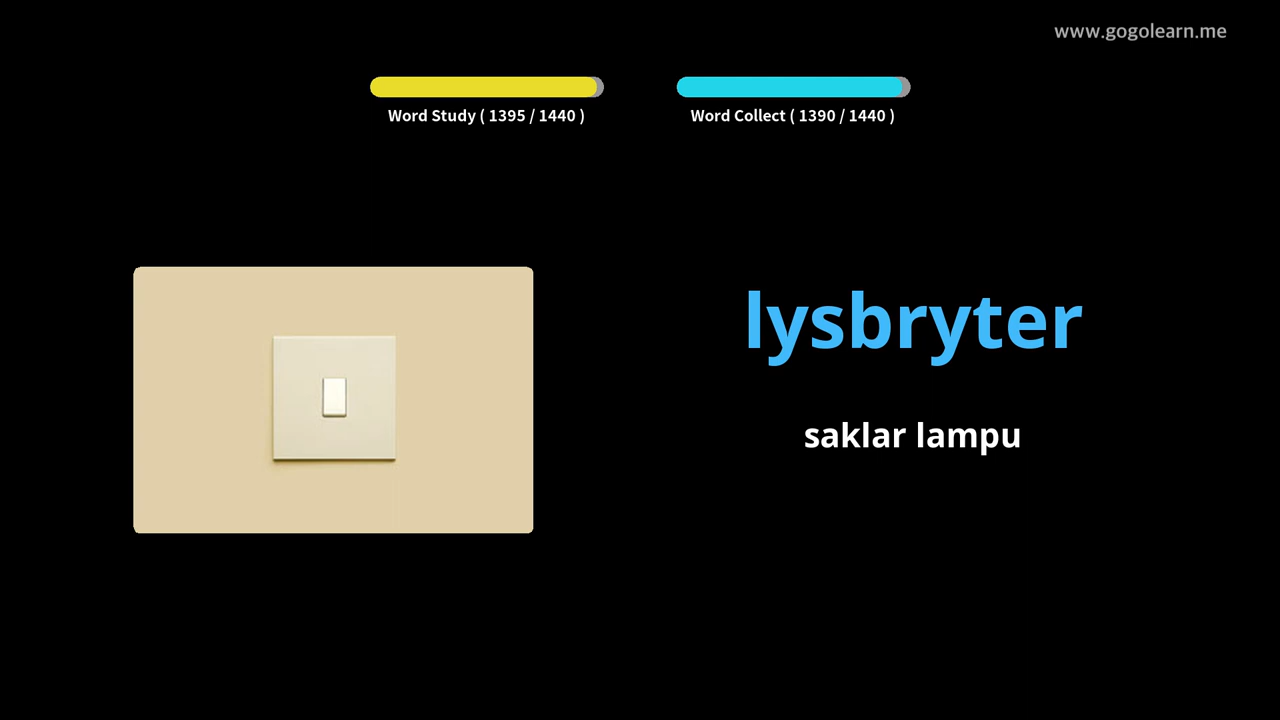 www.gogolearn.me
Word Study ( 1395 / 1440 )
Word Collect ( 1390 / 1440 )
lysbryter
saklar lampu